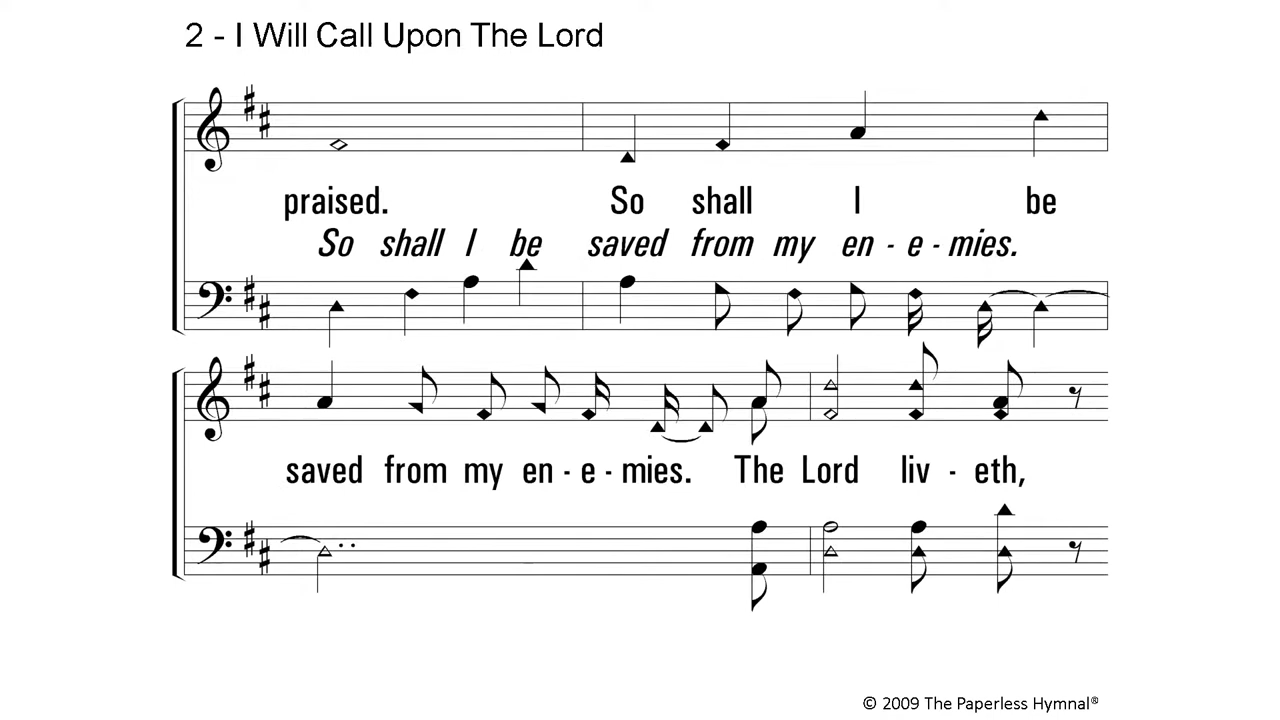 2 - I Will Call Upon The Lord
praised. So shall I be
So shall I be saved from my en - e - mies.
saved from my en - e - mies. The Lord liv - eth,
© 2009 The Paperless Hymnal®